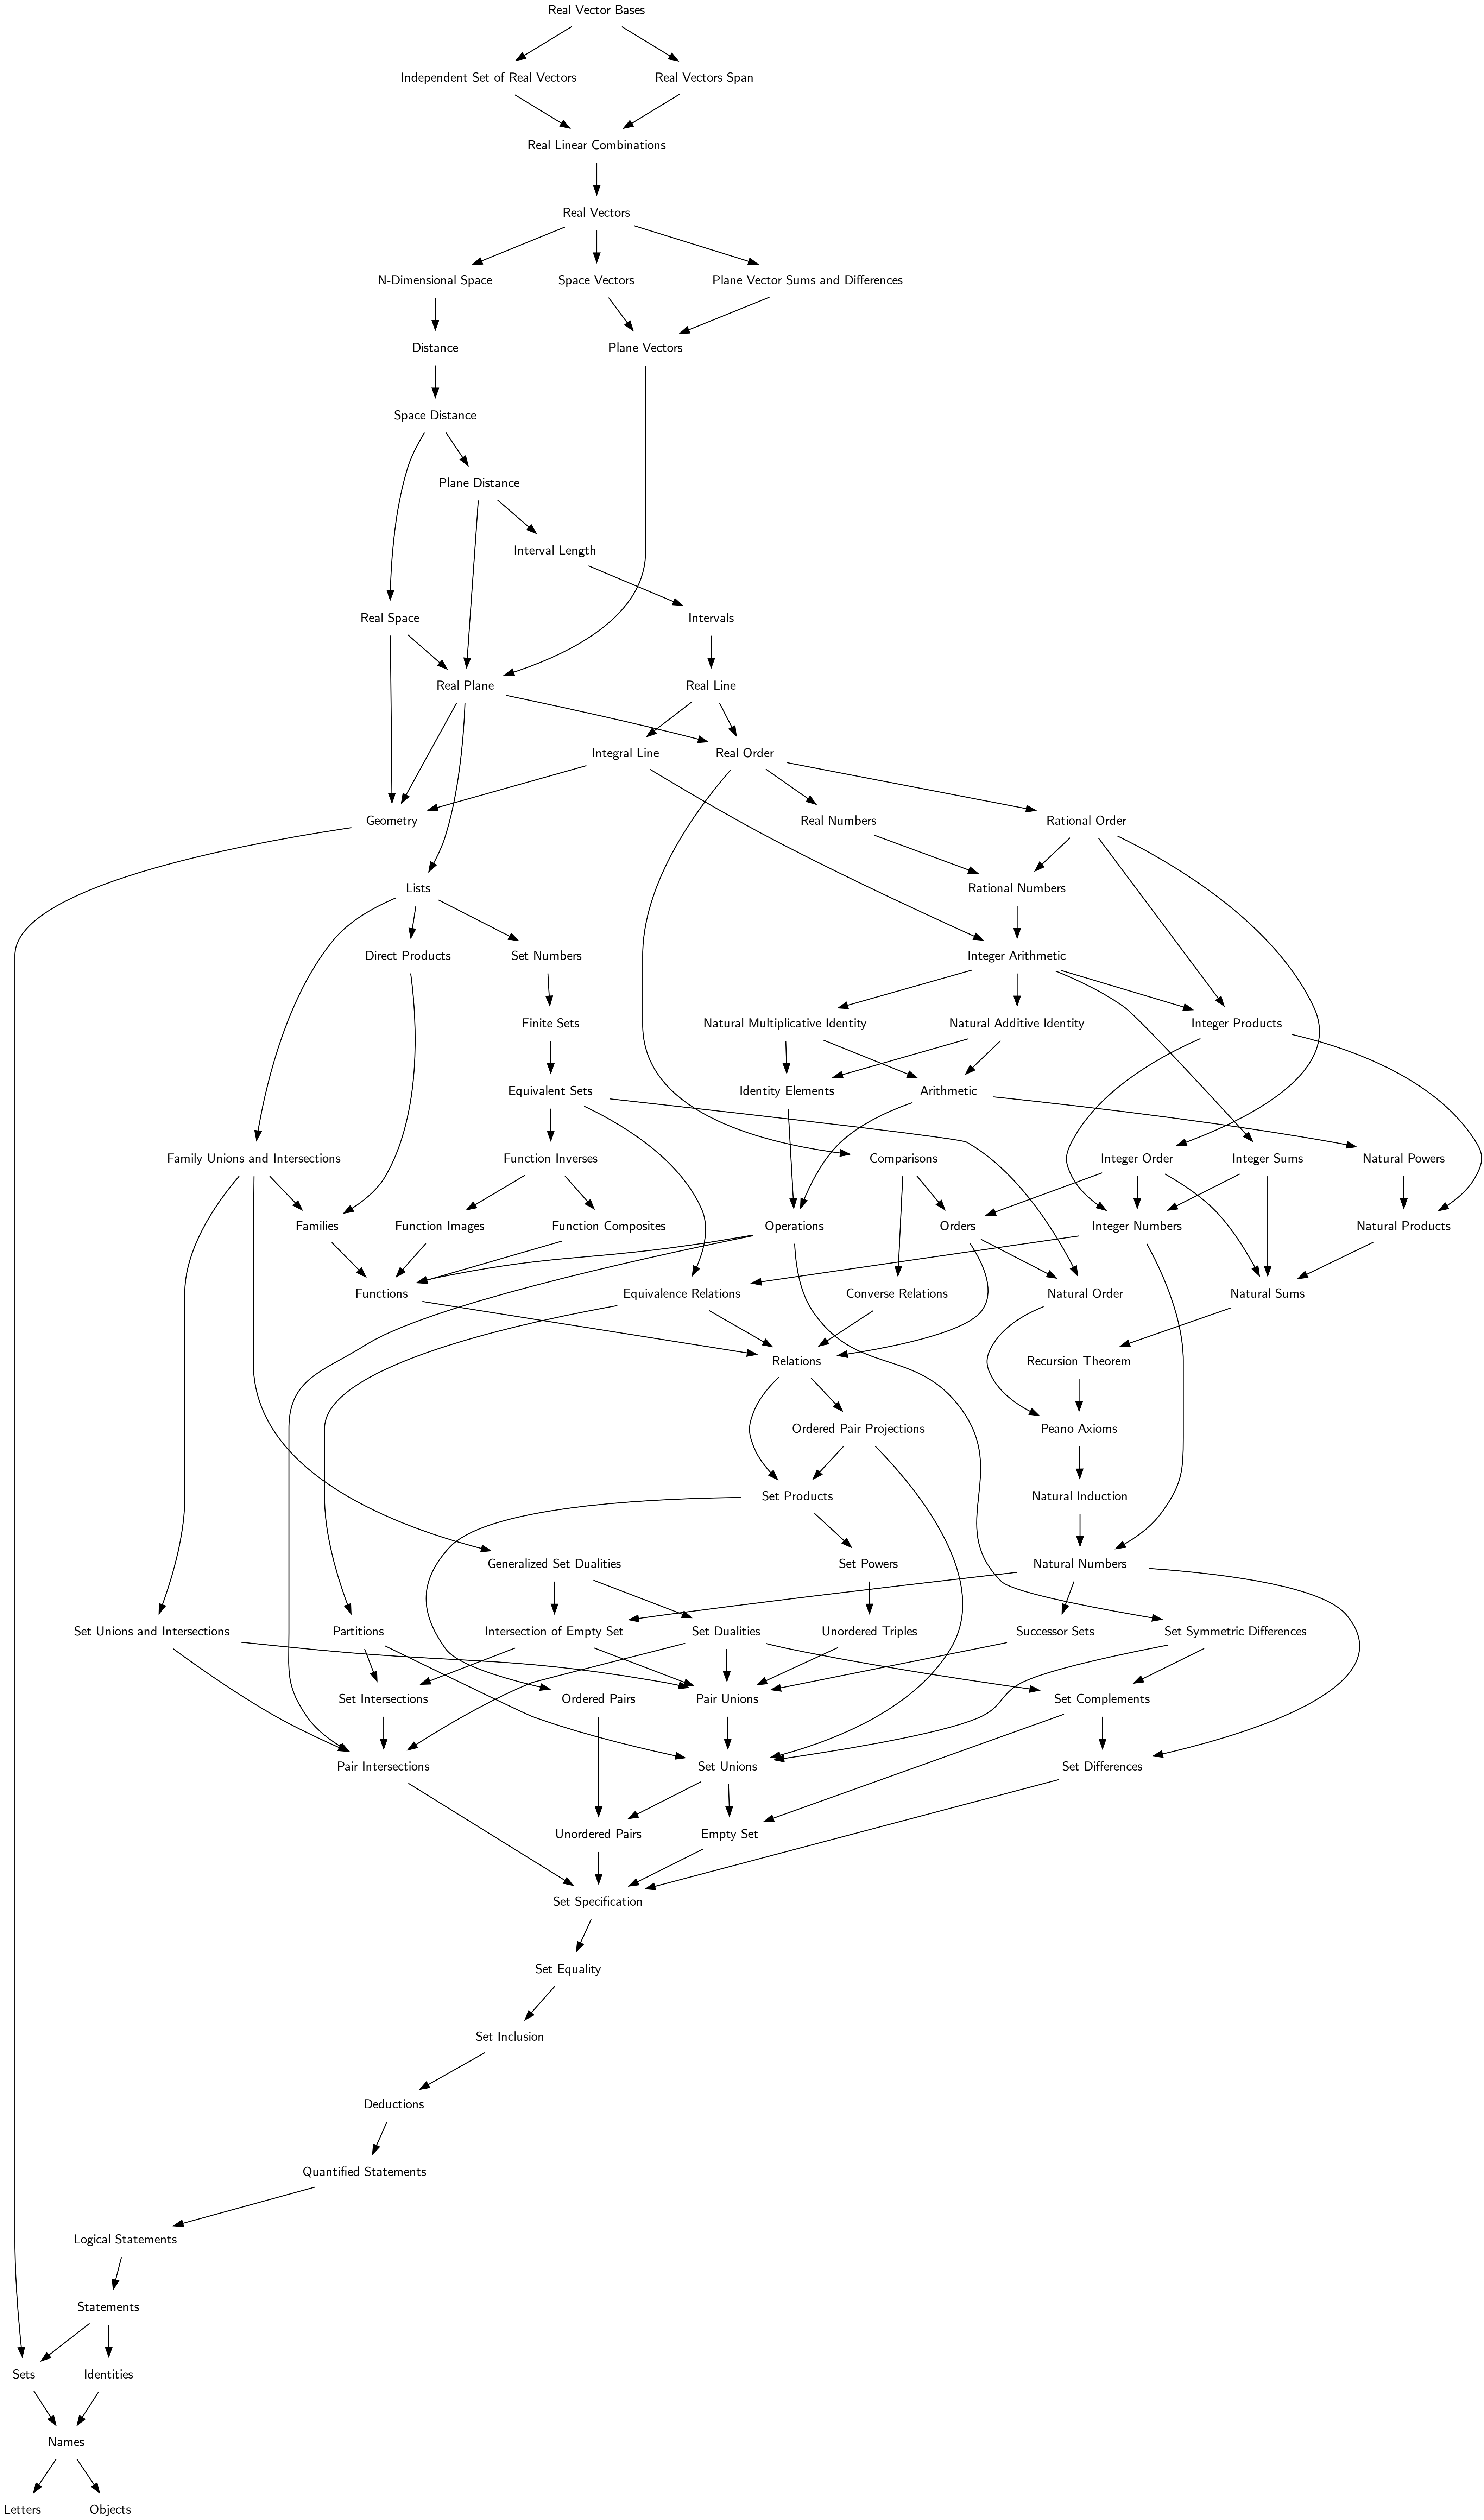 Real Vector Bases
Independent Set of Real Vectors
Real Vectors Span
Real Linear Combinations
Real Vectors
N-Dimensional Space
Space Vectors
Plane Vector Sums and Differences
Distance
Plane Vectors
Space Distance
Plane Distance
Interval Length
Real Space
Intervals
Real Plane
Real Line
Integral Line
Real Order
Geometry
Real Numbers
Rational Order
Lists
Rational Numbers
Direct Products
Set Numbers
Integer Arithmetic
Finite Sets
Natural Multiplicative Identity
Natural Additive Identity
Integer Products
Equivalent Sets
Identity Elements
Arithmetic
Family Unions and Intersections
Function Inverses
Comparisons
Integer Order
Integer Sums
Natural Powers
Families
Function Images
Function Composites
Operations
Orders
Integer Numbers
Natural Products
Functions
Equivalence Relations
Converse Relations
Natural Order
Natural Sums
Relations
Recursion Theorem
Ordered Pair Projections
Peano Axioms
Set Products
Natural Induction
Generalized Set Dualities
Set Powers
Natural Numbers
Set Unions and Intersections
Partitions
Intersection of Empty Set
Set Dualities
Unordered Triples
Successor Sets
Set Symmetric Differences
Set Intersections
Ordered Pairs
Pair Unions
Set Complements
Pair Intersections
Set Unions
Set Differences
Unordered Pairs
Empty Set
Set Specification
Set Equality
Set Inclusion
Deductions
Quantified Statements
Logical Statements
Statements
Sets
Identities
Names
Letters
Objects